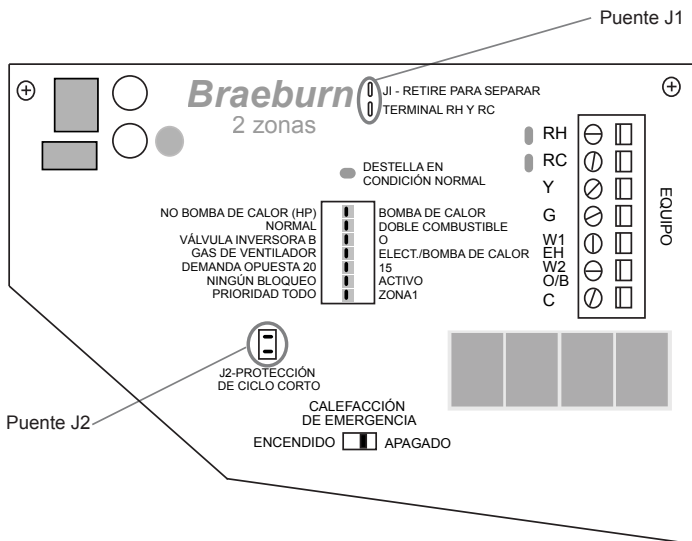 Puente J1
Braeburn
2 zonas
JI - RETIRE PARA SEPARAR
TERMINAL RH Y RC
DESTELLA EN
CONDICIÓN NORMAL
NO BOMBA DE CALOR (HP) BOMBA DE CALOR
NORMAL DOBLE COMBUSTIBLE
VÁLVULA INVERSORA B O
GAS DE VENTILADOR ELECT./BOMBA DE CALOR
DEMANDA OPUESTA 20 15
NINGÚN BLOQUEO ACTIVO
PRIORIDAD TODO ZONA1
RH
RC
Y
G
W1
EH
W2
O/B
C
EQUIPO
J2-PROTECCIÓN
DE CICLO CORTO
Puente J2
CALEFACCIÓN
DE EMERGENCIA
ENCENDIDO APAGADO